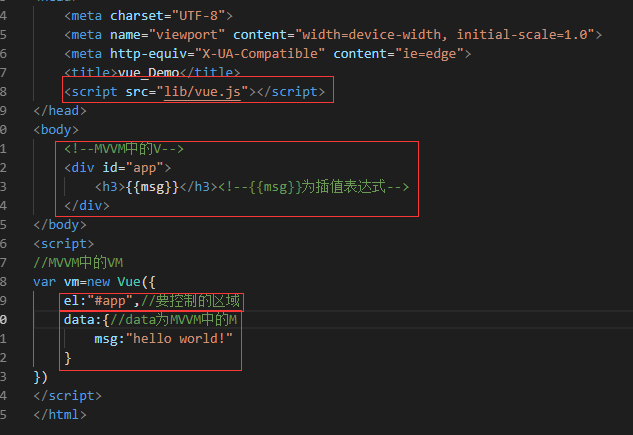 4 <meta charset="UTF-8">
5 <meta name="viewport" content="width=device-width, initial-scale=1.0">
6 <meta http-equiv="X-UA-Compatible" content="ie=edge">
7 <title>vue_Demo</title>
8 <script src="lib/vue.js"></script>
9 </head>
0 <body>
1 <!--MVVM中的V-->
2 <div id="app">
3 <h3>{{msg}}</h3><!--{{msg}}为插值表达式-->
4 </div>
5 </body>
6 <script>
7 //MVVM中的VM
8 var vm=new Vue({
9 el:"#app",//要控制的区域
0 data:{//data为MVVM中的M
1 msg:"hello world!"
2 }
3 })
4 </script>
5 </html>